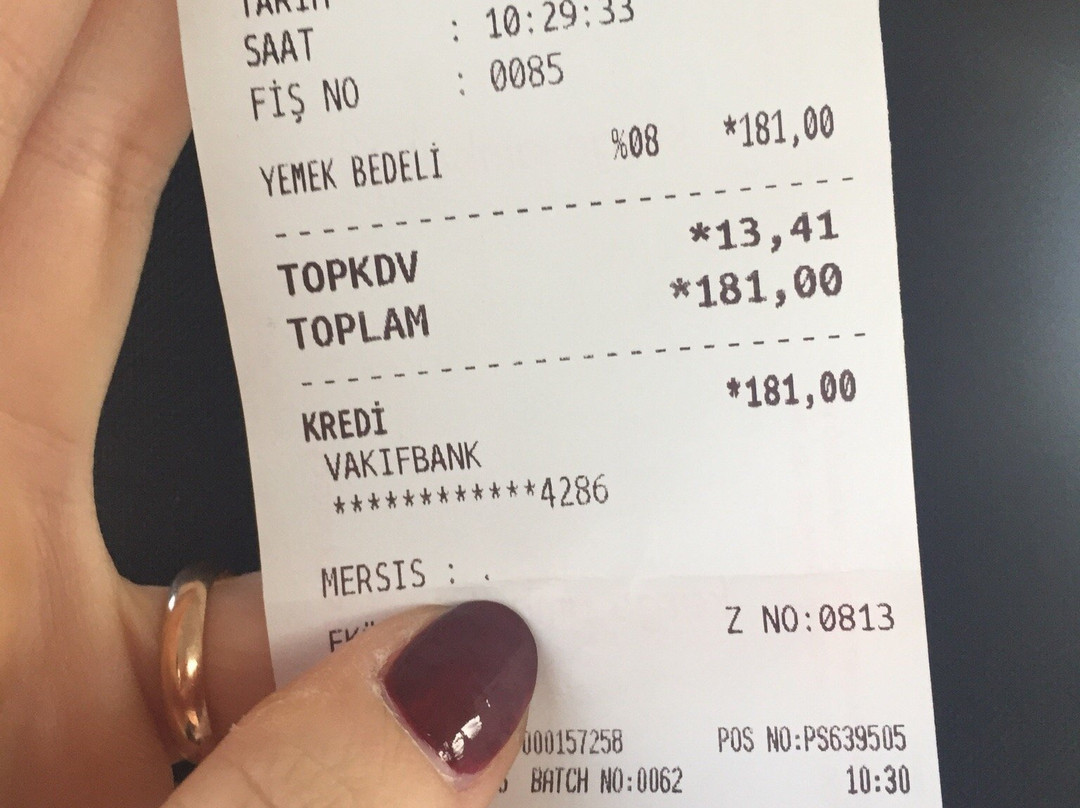 TARİH
SAAT : 10:29:33
FİŞ NO : 0085
YEMEK BEDELİ %08 *181,00
TOPKDV *13,41
TOPLAM *181,00
KREDİ *181,00
VAKIFBANK
************4286
MERSIS : .
Z NO:0813
000157258 POS NO:PS639505
BATCH NO:0062 10:30